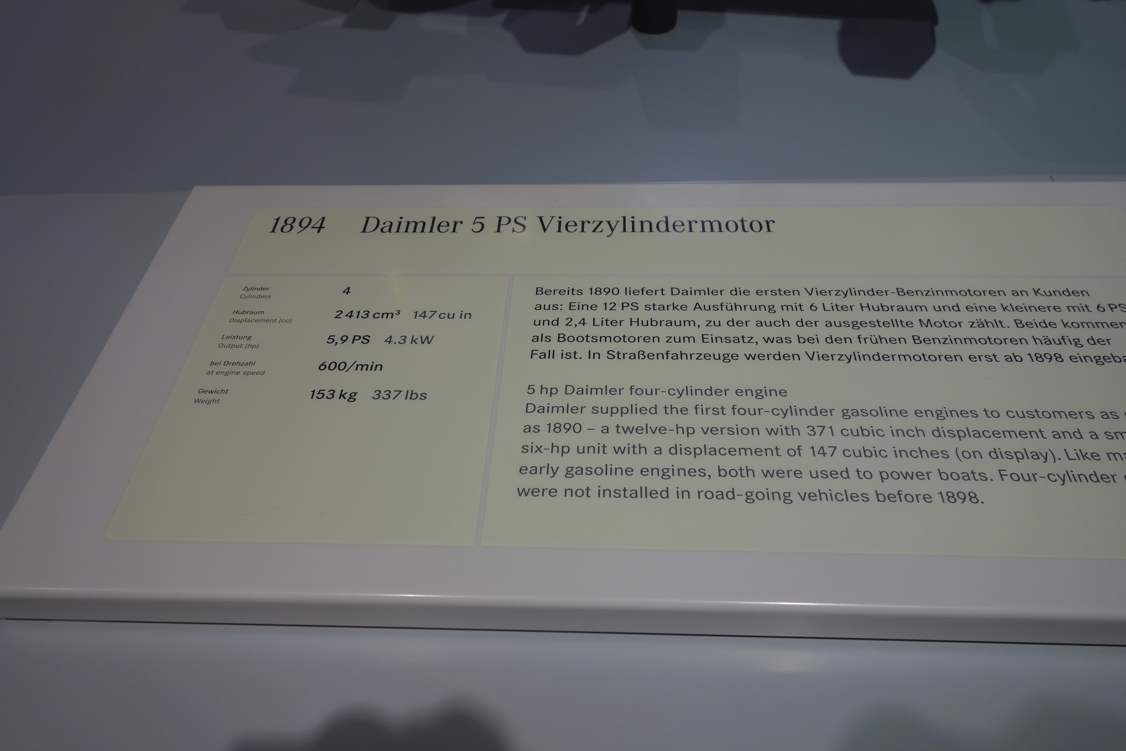 1894 Daimler 5 PS Vierzylindermotor
Zylinder
Cylinders
4
Hubraum
Displacement (cc)
2 413 cm³ 147 cu in
Leistung
Output (hp)
5,9 PS 4.3 kW
bei Drehzahl
at engine speed
600/min
Gewicht
Weight
153 kg 337 lbs
Bereits 1890 liefert Daimler die ersten Vierzylinder-Benzinmotoren an Kunden
aus: Eine 12 PS starke Ausführung mit 6 Liter Hubraum und eine kleinere mit 6 PS
und 2,4 Liter Hubraum, zu der auch der ausgestellte Motor zählt. Beide kommen
als Bootsmotoren zum Einsatz, was bei den frühen Benzinmotoren häufig der
Fall ist. In Straßenfahrzeuge werden Vierzylindermotoren erst ab 1898
5 hp Daimler four-cylinder engine
Daimler supplied the first four-cylinder gasoline engines to customers as
as 1890 – a twelve-hp version with 371 cubic inch displacement and a
six-hp unit with a displacement of 147 cubic inches (on display). Like
early gasoline engines, both were used to power boats. Four-cylinder
were not installed in road-going vehicles before 1898.